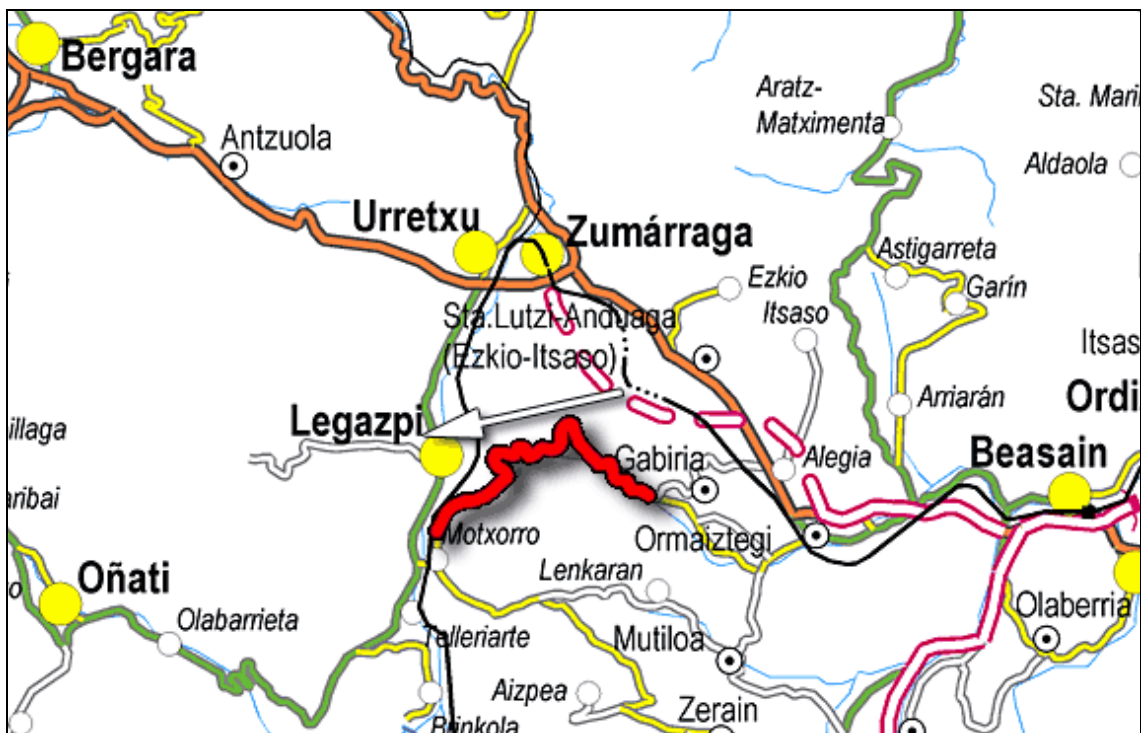 Bergara
Aratz-
Matximenta
Sta. Mari
Aldaola
Antzuola
Urretxu
Zumárraga
Astigarreta
Garín
Ezkio
Itsaso
Sta.Lutzi-Anduaga
(Ezkio-Itsaso)
Itsas
Arriarán
Ordi
Legazpi
illaga
Gabiria
Alegia
Beasain
aribai
Motxorro
Ormaiztegi
Oñati
Lenkaran
Olaberria
Olabarrieta
Telleriarte
Mutiloa
Aizpea
Zerain
Brinkola